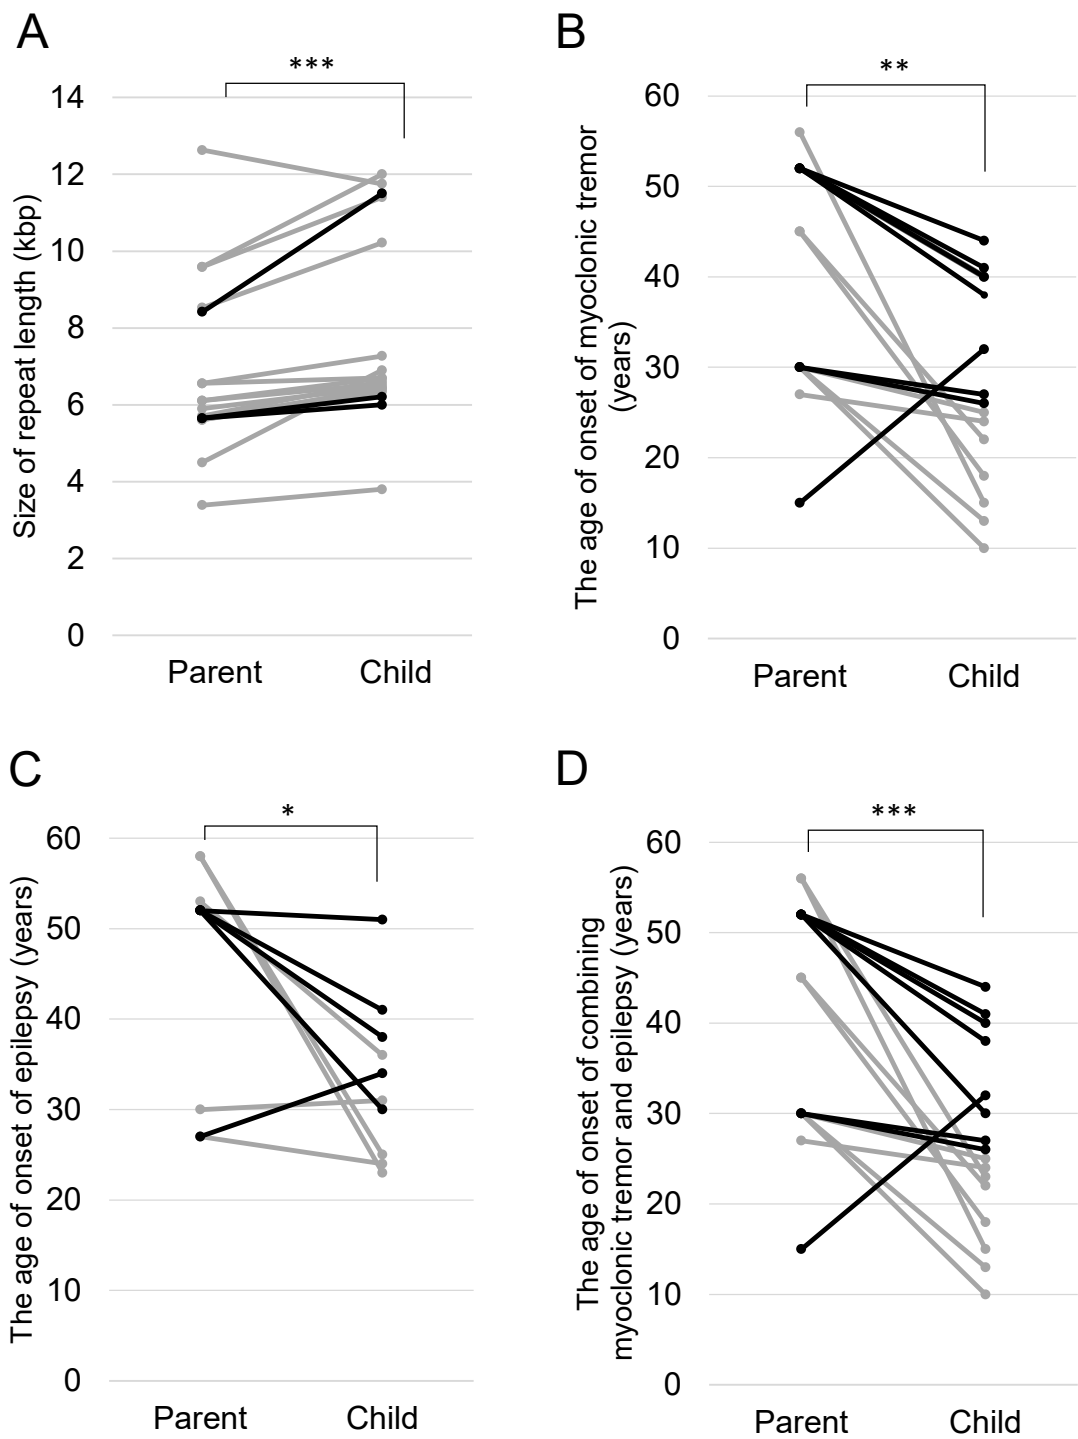 A
***
14
12
10
8
6
4
2
0
Size of repeat length (kbp)
Parent Child
B
**
60
50
40
30
20
10
0
The age of onset of myoclonic tremor
(years)
Parent Child
C
*
60
50
40
30
20
10
0
The age of onset of epilepsy (years)
Parent Child
D
***
60
50
40
30
20
10
0
The age of onset of combining
myoclonic tremor and epilepsy (years)
Parent Child